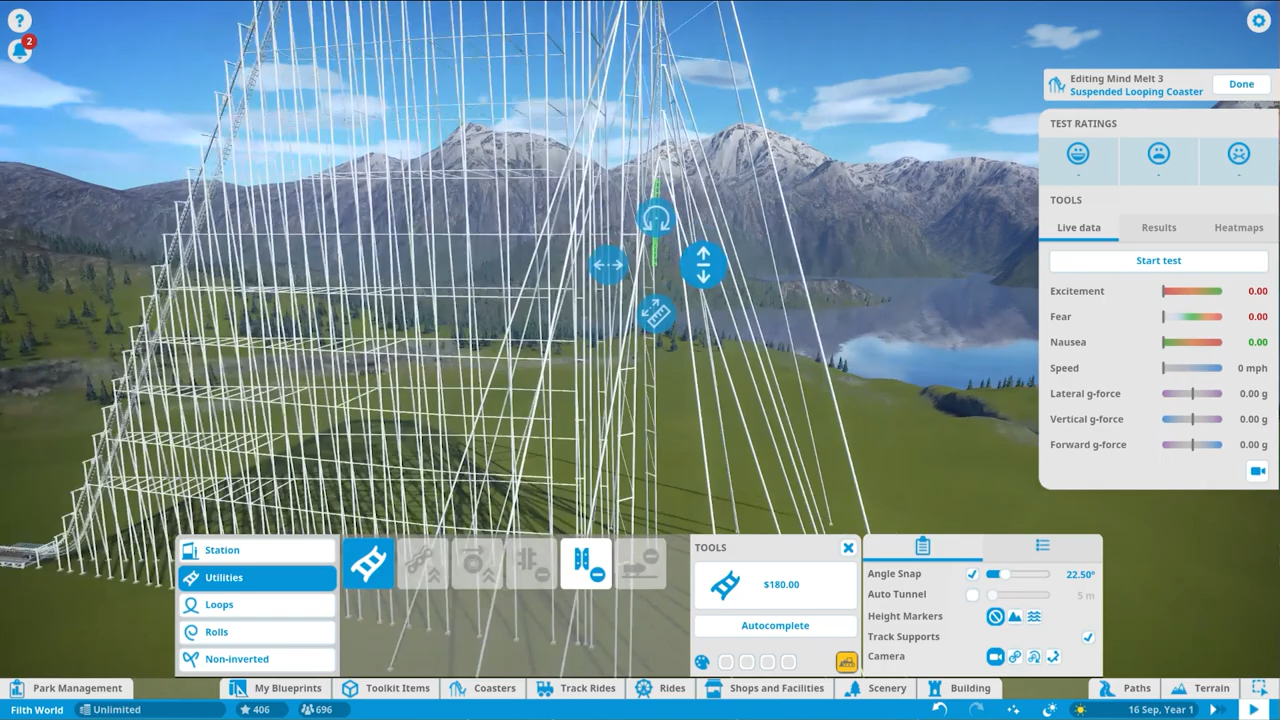 ?
2
Editing Mind Melt 3
Suspended Looping Coaster
Done
TEST RATINGS
- - -
TOOLS
Live data Results Heatmaps
Start test
Excitement 0.00
Fear 0.00
Nausea 0.00
Speed 0 mph
Lateral g-force 0.00 g
Vertical g-force 0.00 g
Forward g-force 0.00 g
Station
Utilities
Loops
Rolls
Non-inverted
TOOLS
$180.00
Autocomplete
Angle Snap 22.50°
Auto Tunnel 5 m
Height Markers
Track Supports
Camera
Park Management My Blueprints Toolkit Items Coasters Track Rides Rides Shops and Facilities Scenery Building Paths Terrain
Filth World Unlimited 406 696 16 Sep, Year 1